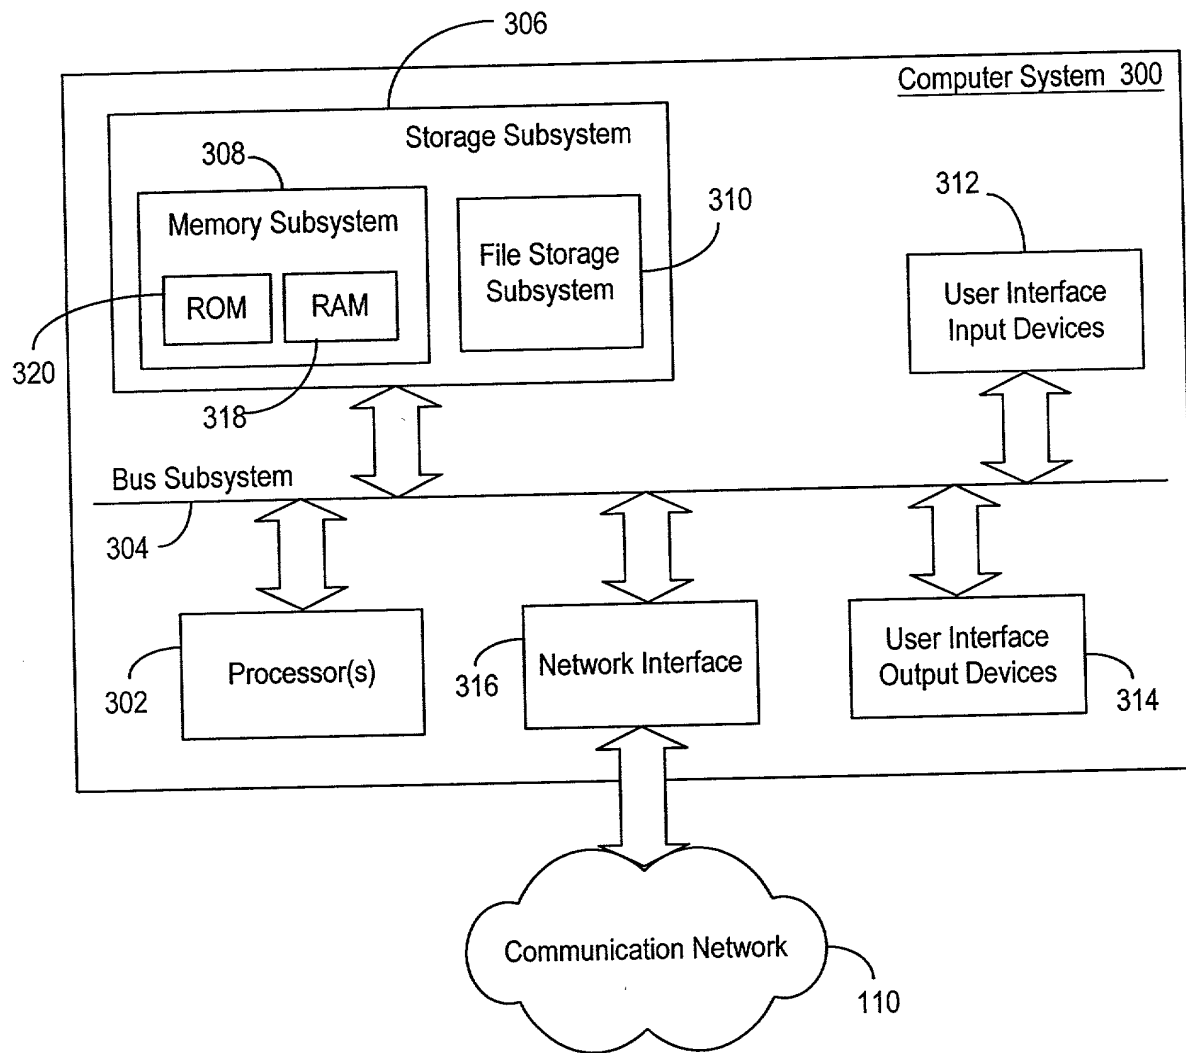 306
Computer System 300
Storage Subsystem
308
Memory Subsystem
ROM
RAM
320
318
File Storage
Subsystem
310
312
User Interface
Input Devices
Bus Subsystem
304
Processor(s)
302
Network Interface
316
User Interface
Output Devices
314
Communication Network
110